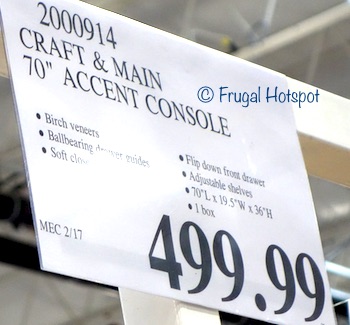 2000914
CRAFT & MAIN
70" ACCENT CONSOLE
© Frugal Hotspot
• Birch veneers
• Ballbearing drawer guides
• Soft
• Flip down front drawer
• Adjustable shelves
• 70"L x 19.5"W x 36"H
• 1 box
MEC 2/17
499.99